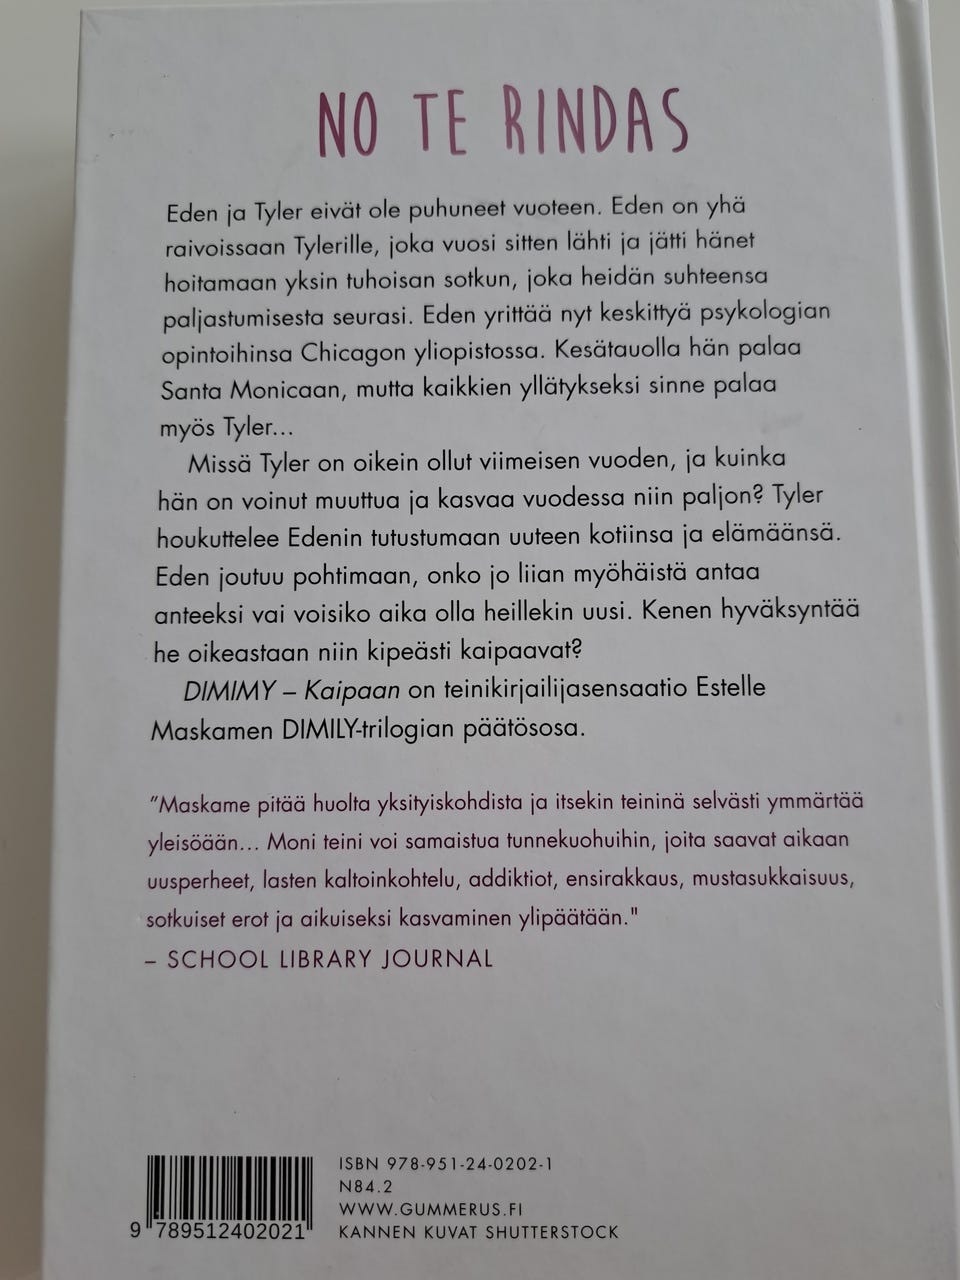 NO TE RINDAS
Eden ja Tyler eivät ole puhuneet vuoteen. Eden on yhä
raivoissaan Tylerille, joka vuosi sitten lähti ja jätti hänet
hoitamaan yksin tuhoisan sotkun, joka heidän suhteensa
paljastumisesta seurasi. Eden yrittää nyt keskittyä psykologian
opintoihinsa Chicagon yliopistossa. Kesätauolla hän palaa
Santa Monicaan, mutta kaikkien yllätykseksi sinne palaa
myös Tyler...
Missä Tyler on oikein ollut viimeisen vuoden, ja kuinka
hän on voinut muuttua ja kasvaa vuodessa niin paljon? Tyler
houkuttelee Edenin tutustumaan uuteen kotiinsa ja elämäänsä.
Eden joutuu pohtimaan, onko jo liian myöhäistä antaa
anteeksi vai voisiko aika olla heillekin uusi. Kenen hyväksyntää
he oikeastaan niin kipeästi kaipaavat?
DIMIMY – Kaipaan on teinikirjailijasensaatio Estelle
Maskamen DIMILY-trilogian päätösosa.
"Maskame pitää huolta yksityiskohdista ja itsekin teininä selvästi ymmärtää
yleisöään... Moni teini voi samaistua tunnekuohuihin, joita saavat aikaan
uusperheet, lasten kaltoinkohtelu, addiktiot, ensirakkaus, mustasukkaisuus,
sotkuiset erot ja aikuiseksi kasvaminen ylipäätään."
– SCHOOL LIBRARY JOURNAL
ISBN 978-951-24-0202-1
N84.2
WWW.GUMMERUS.FI
KANNEN KUVAT SHUTTERSTOCK
9 789512402021